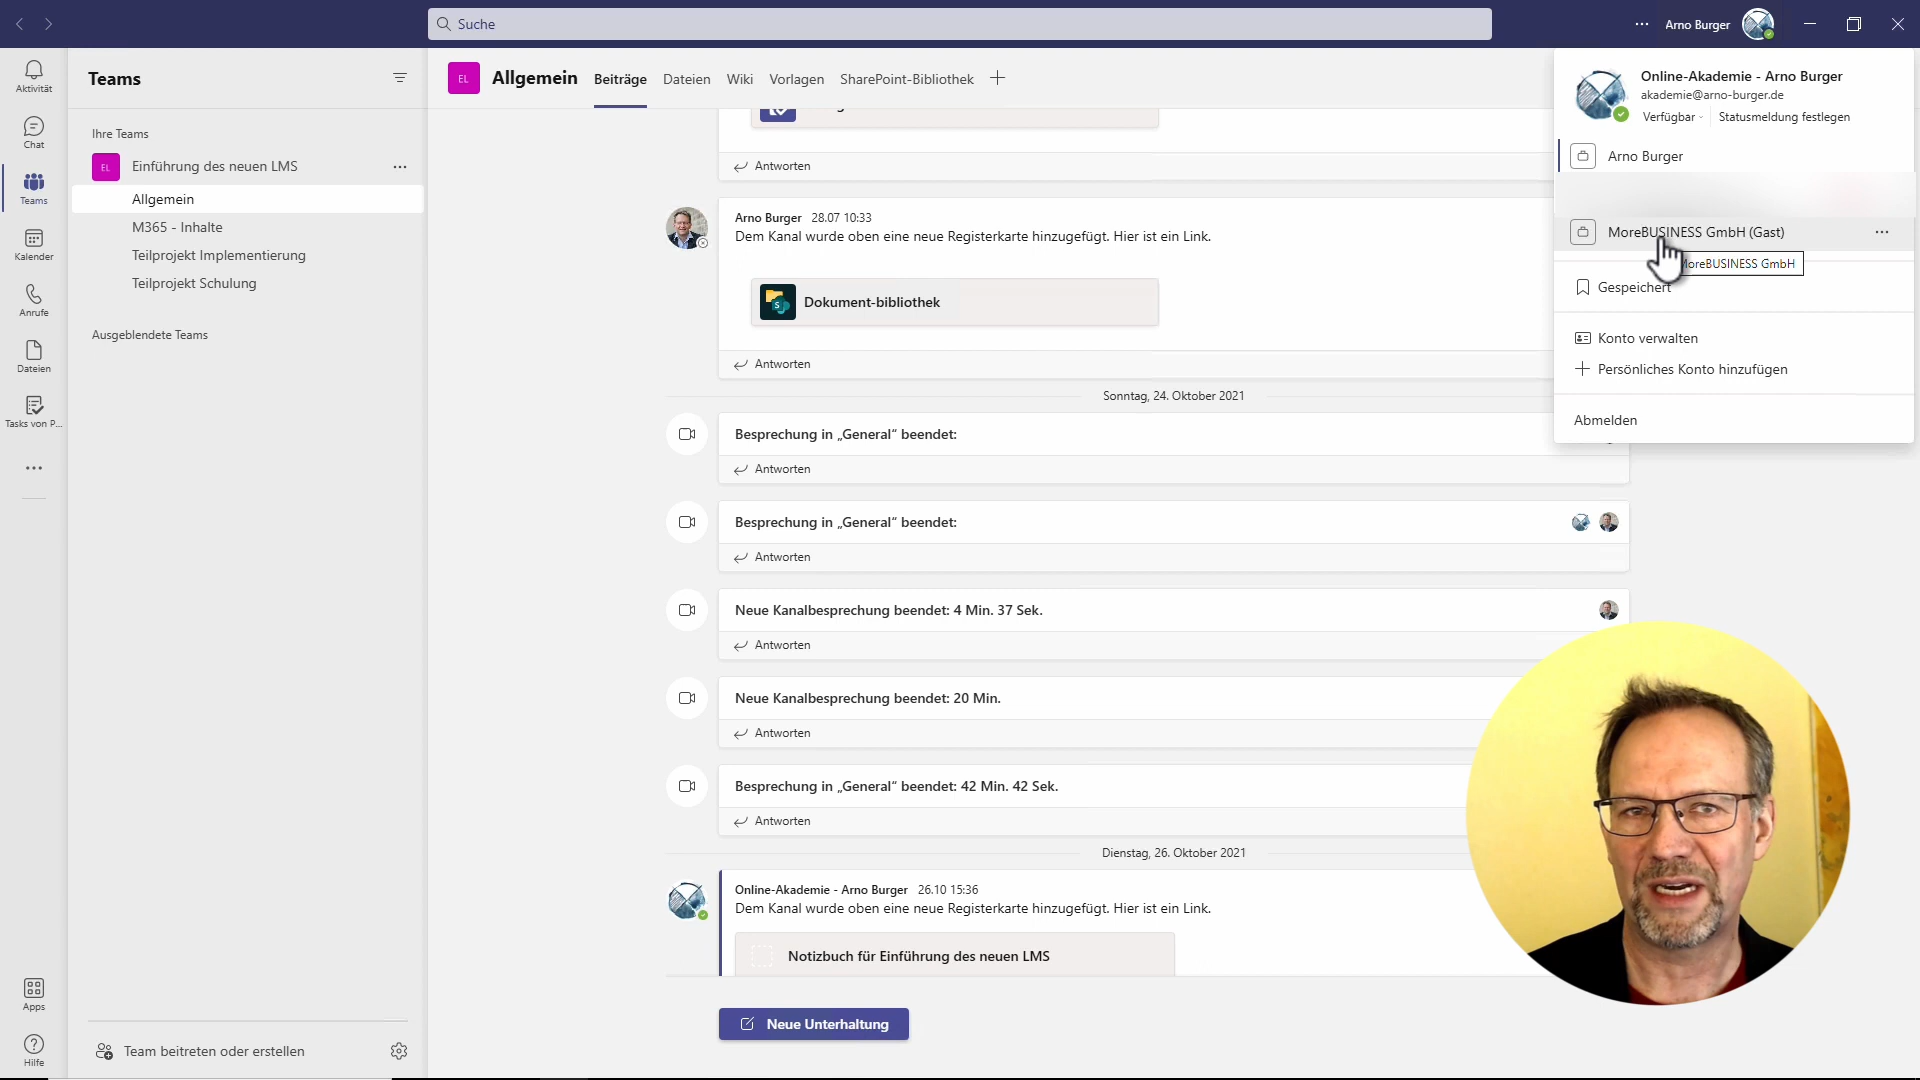 Suche
Arno Burger
Aktivität
Chat
Teams
Kalender
Anrufe
Dateien
Tasks von P...
Apps
Hilfe
Teams
Ihre Teams
EL
Einführung des neuen LMS
Allgemein
M365 - Inhalte
Teilprojekt Implementierung
Teilprojekt Schulung
Ausgeblendete Teams
Team beitreten oder erstellen
EL
Allgemein
Beiträge
Dateien
Wiki
Vorlagen
SharePoint-Bibliothek
Antworten
Arno Burger 28.07 10:33
Dem Kanal wurde oben eine neue Registerkarte hinzugefügt. Hier ist ein Link.
Dokument-bibliothek
Antworten
Sonntag, 24. Oktober 2021
Besprechung in „General“ beendet:
Antworten
Besprechung in „General“ beendet:
Antworten
Neue Kanalbesprechung beendet: 4 Min. 37 Sek.
Antworten
Neue Kanalbesprechung beendet: 20 Min.
Antworten
Besprechung in „General“ beendet: 42 Min. 42 Sek.
Antworten
Dienstag, 26. Oktober 2021
Online-Akademie - Arno Burger 26.10 15:36
Dem Kanal wurde oben eine neue Registerkarte hinzugefügt. Hier ist ein Link.
Notizbuch für Einführung des neuen LMS
Neue Unterhaltung
Online-Akademie - Arno Burger
akademie@arno-burger.de
Verfügbar
Statusmeldung festlegen
Arno Burger
MoreBUSINESS GmbH (Gast)
MoreBUSINESS GmbH
Gespeichert
Konto verwalten
Persönliches Konto hinzufügen
Abmelden